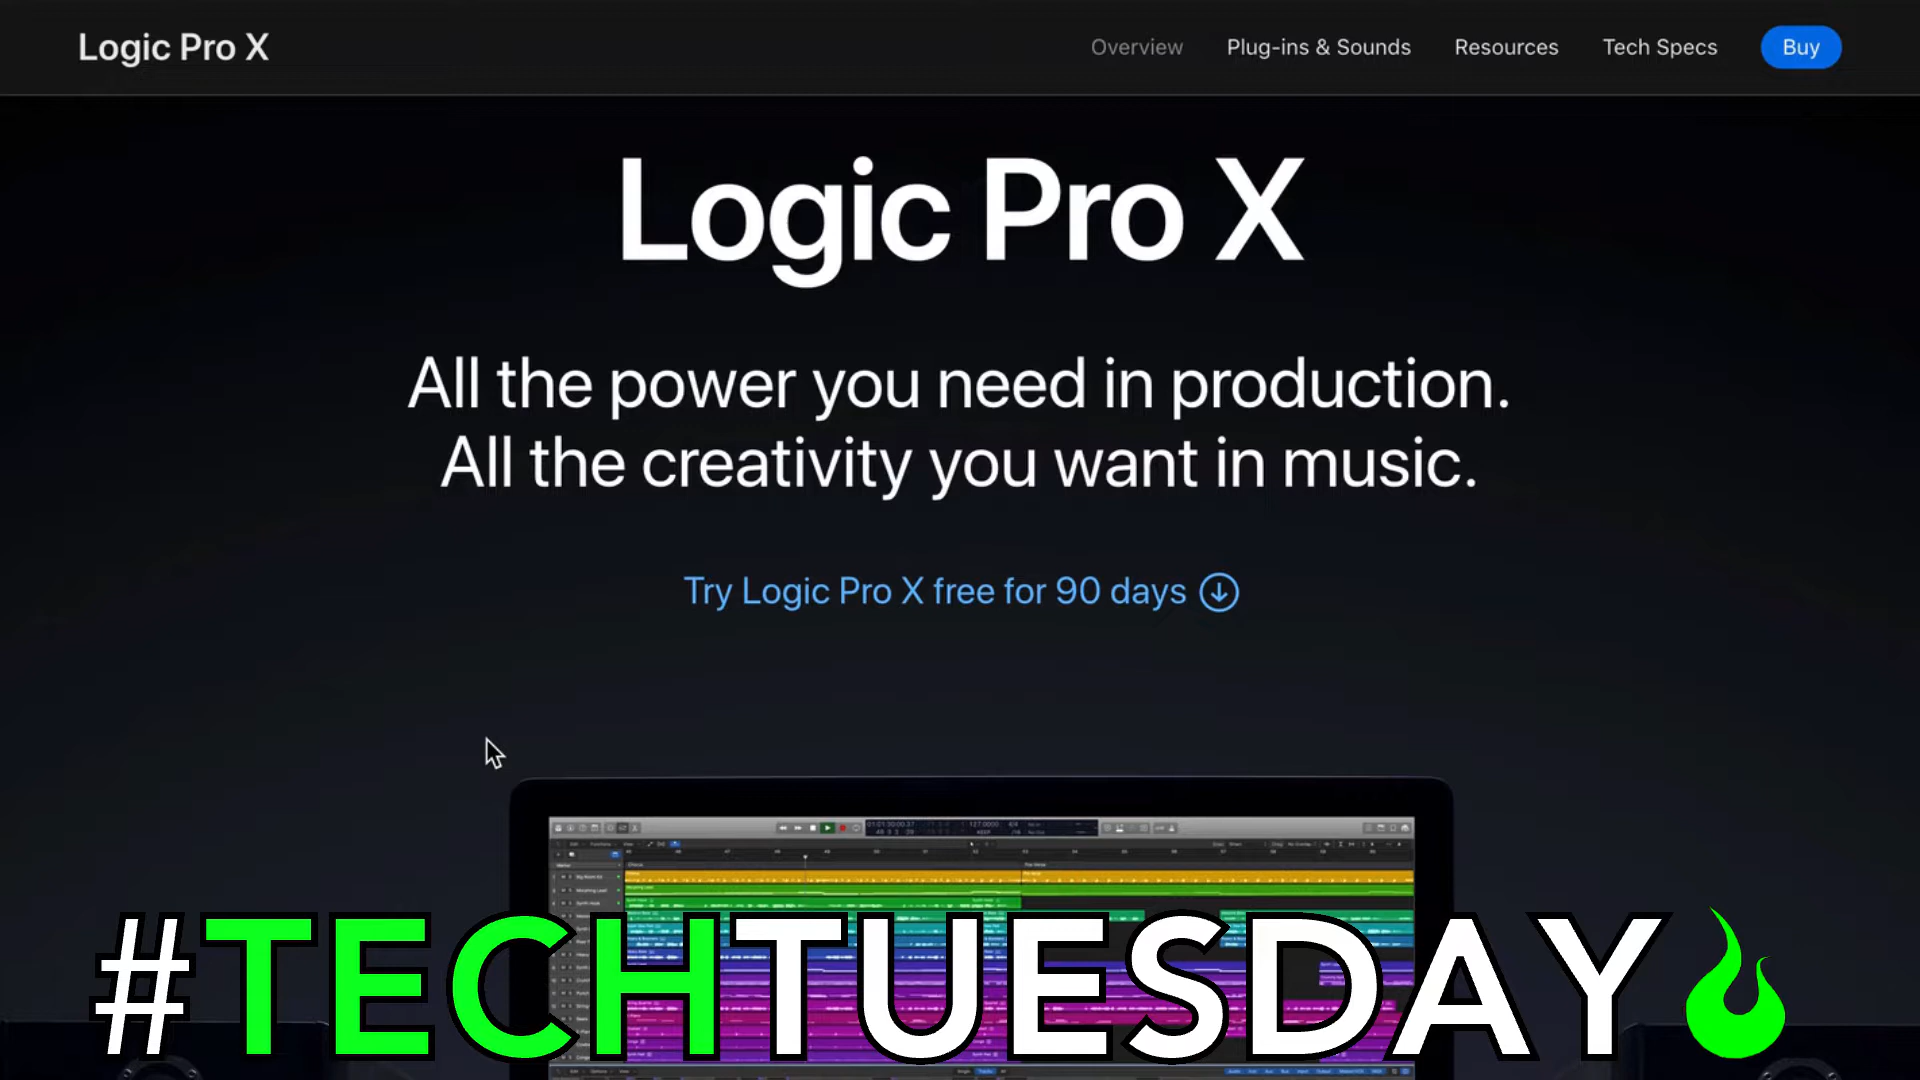 Logic Pro X
Overview
Plug-ins & Sounds
Resources
Tech Specs
Buy
Logic Pro X
All the power you need in production.
All the creativity you want in music.
Try Logic Pro X free for 90 days
#TECHTUESDAY